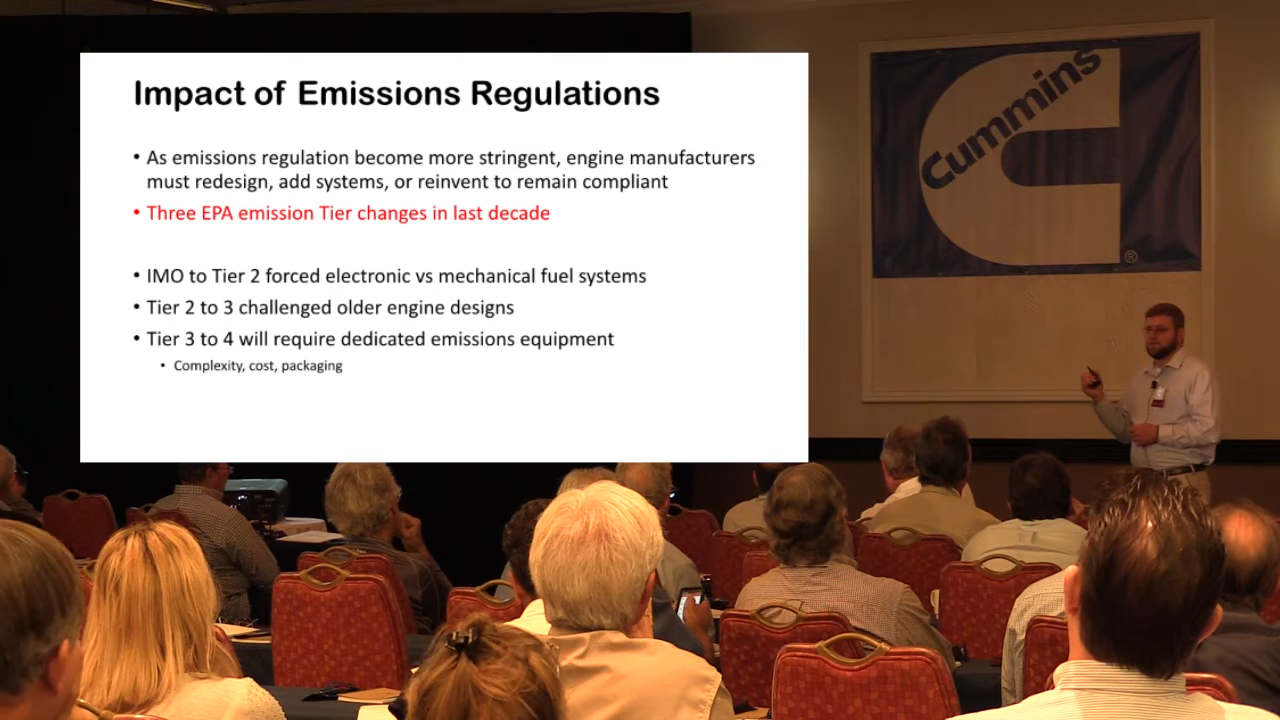 Impact of Emissions Regulations
• As emissions regulation become more stringent, engine manufacturers
must redesign, add systems, or reinvent to remain compliant
• Three EPA emission Tier changes in last decade
• IMO to Tier 2 forced electronic vs mechanical fuel systems
• Tier 2 to 3 challenged older engine designs
• Tier 3 to 4 will require dedicated emissions equipment
• Complexity, cost, packaging
Cummins
®